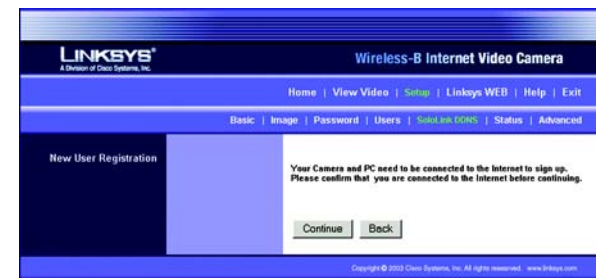 LINKSYS®
A Division of Cisco Systems, Inc.
Wireless-B Internet Video Camera
Home | View Video | Setup | Linksys WEB | Help | Exit
Basic | Image | Password | Users | SoloLink DDNS | Status | Advanced
New User Registration
Your Camera and PC need to be connected to the Internet to sign up.
Please confirm that you are connected to the Internet before continuing.
Continue Back
Copyright © 2003 Cisco Systems, Inc. All rights reserved. www.linksys.com